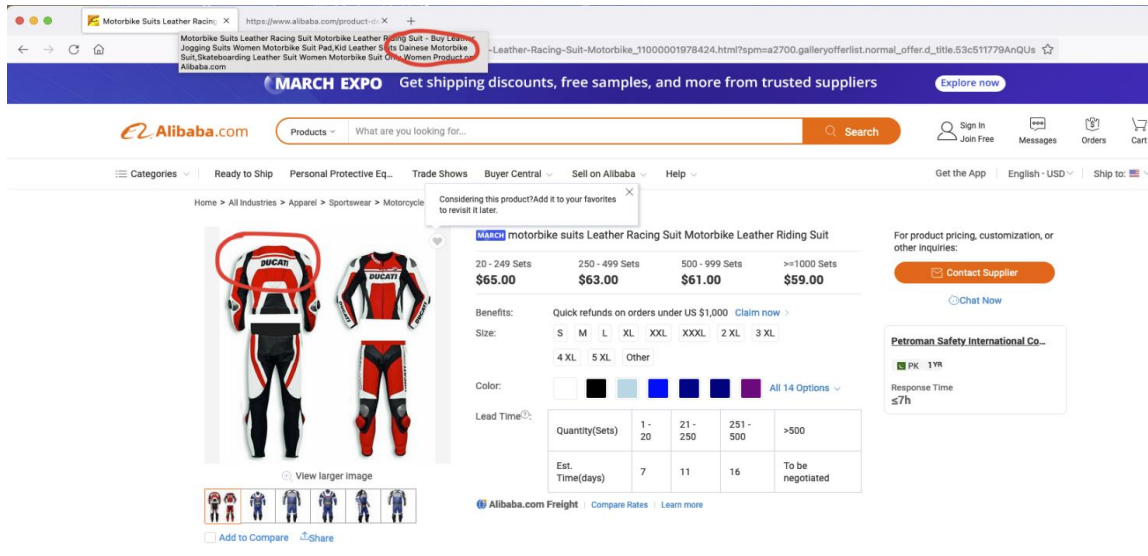 Motorbike Suits Leather Racing
https://www.alibaba.com/product-de
Motorbike Suits Leather Racing Suit Motorbike Leather Riding Suit - Buy Leather
Jogging Suits Women Motorbike Suit Pad,Kid Leather Suits Dainese Motorbike
Suit,Skateboarding Leather Suit Women Motorbike Suit Only Women Product on
Alibaba.com
-Leather-Racing-Suit-Motorbike_11000001978424.html?spm=a2700.galleryofferlist.normal_offer.d_title.53c511779AnQUs
MARCH EXPO Get shipping discounts, free samples, and more from trusted suppliers Explore now
Alibaba.com Products What are you looking for... Search
Sign In
Join Free
Messages Orders Cart
Categories Ready to Ship Personal Protective Eq... Trade Shows Buyer Central Sell on Alibaba Help Get the App English - USD Ship to:
Home > All Industries > Apparel > Sportswear > Motorcycle
Considering this product?Add it to your favorites
to revisit it later.
DUCATI
DUCATI
MARCH motorbike suits Leather Racing Suit Motorbike Leather Riding Suit
20 - 249 Sets 250 - 499 Sets 500 - 999 Sets >=1000 Sets
$65.00 $63.00 $61.00 $59.00
Benefits: Quick refunds on orders under US $1,000 Claim now >
Size: S M L XL XXL XXXL 2 XL 3 XL
4 XL 5 XL Other
Color: All 14 Options
Lead Time:
Quantity(Sets) 1 - 20 21 - 250 251 - 500 >500
Est. Time(days) 7 11 16 To be negotiated
Alibaba.com Freight Compare Rates Learn more
View larger image
Add to Compare Share
For product pricing, customization, or
other inquiries:
Contact Supplier
Chat Now
Petroman Safety International Co...
PK 1YR
Response Time
≤7h